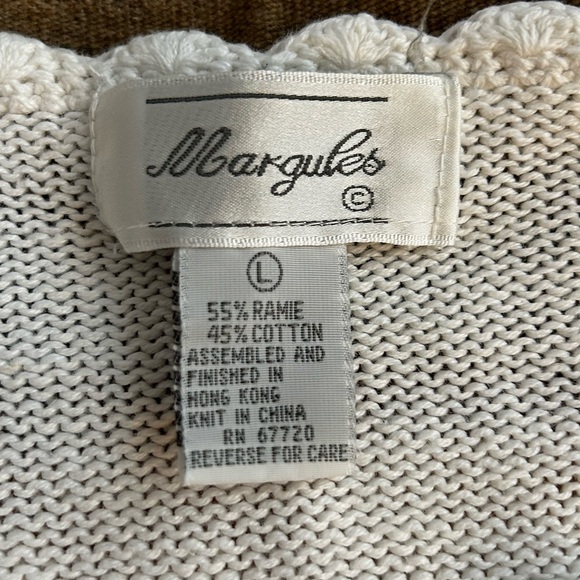 Margules
©
L
55% RAMIE
45% COTTON
ASSEMBLED AND
FINISHED IN
HONG KONG
KNIT IN CHINA
RN 67720
REVERSE FOR CARE